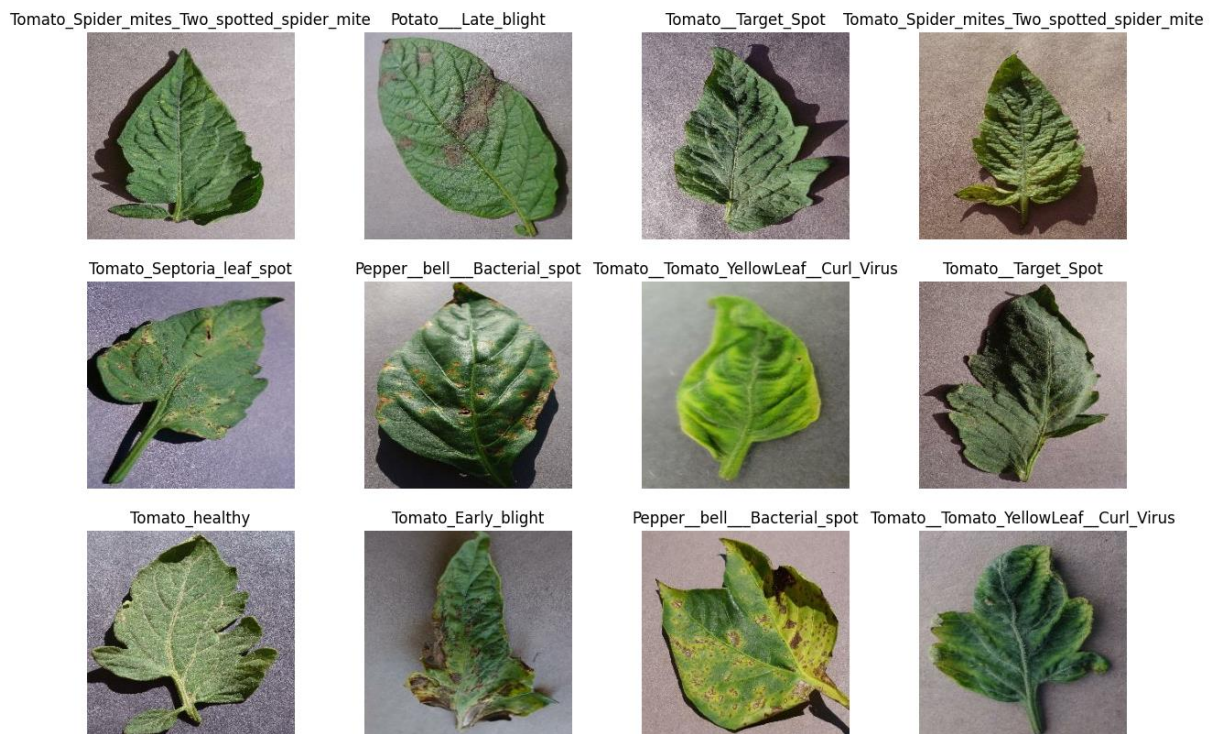 Tomato_Spider_mites_Two_spotted_spider_mite
Potato___Late_blight
Tomato__Target_Spot
Tomato_Spider_mites_Two_spotted_spider_mite
Tomato_Septoria_leaf_spot
Pepper__bell___Bacterial_spot
Tomato__Tomato_YellowLeaf__Curl_Virus
Tomato__Target_Spot
Tomato_healthy
Tomato_Early_blight
Pepper__bell___Bacterial_spot
Tomato__Tomato_YellowLeaf__Curl_Virus